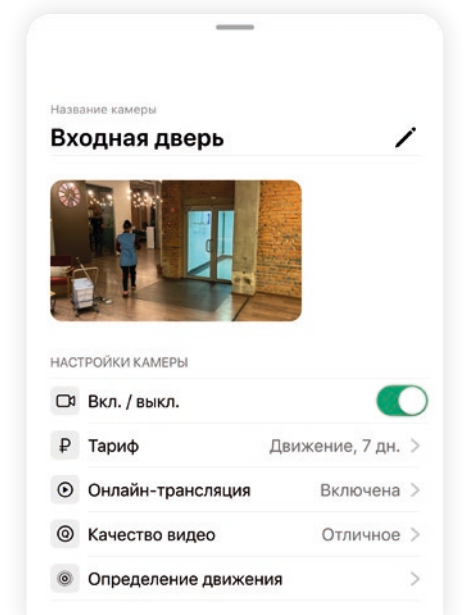 Название камеры
Входная дверь
НАСТРОЙКИ КАМЕРЫ
Вкл. / выкл.
₽ Тариф Движение, 7 дн. >
Онлайн-трансляция Включена >
Качество видео Отличное >
Определение движения >